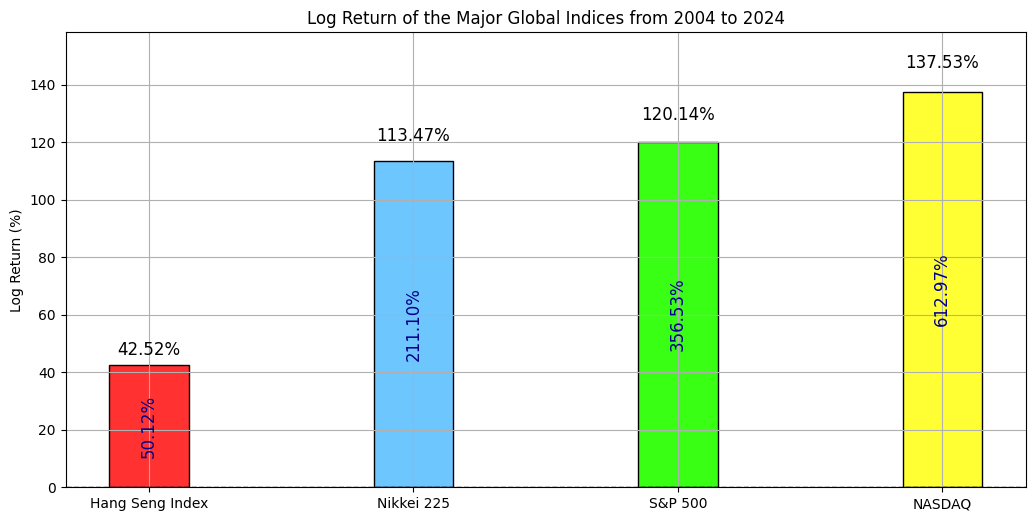 Log Return of the Major Global Indices from 2004 to 2024
Log Return (%)
140
120
100
80
60
40
20
0
42.52%
113.47%
120.14%
137.53%
50.12%
211.10%
356.53%
612.97%
Hang Seng Index
Nikkei 225
S&P 500
NASDAQ